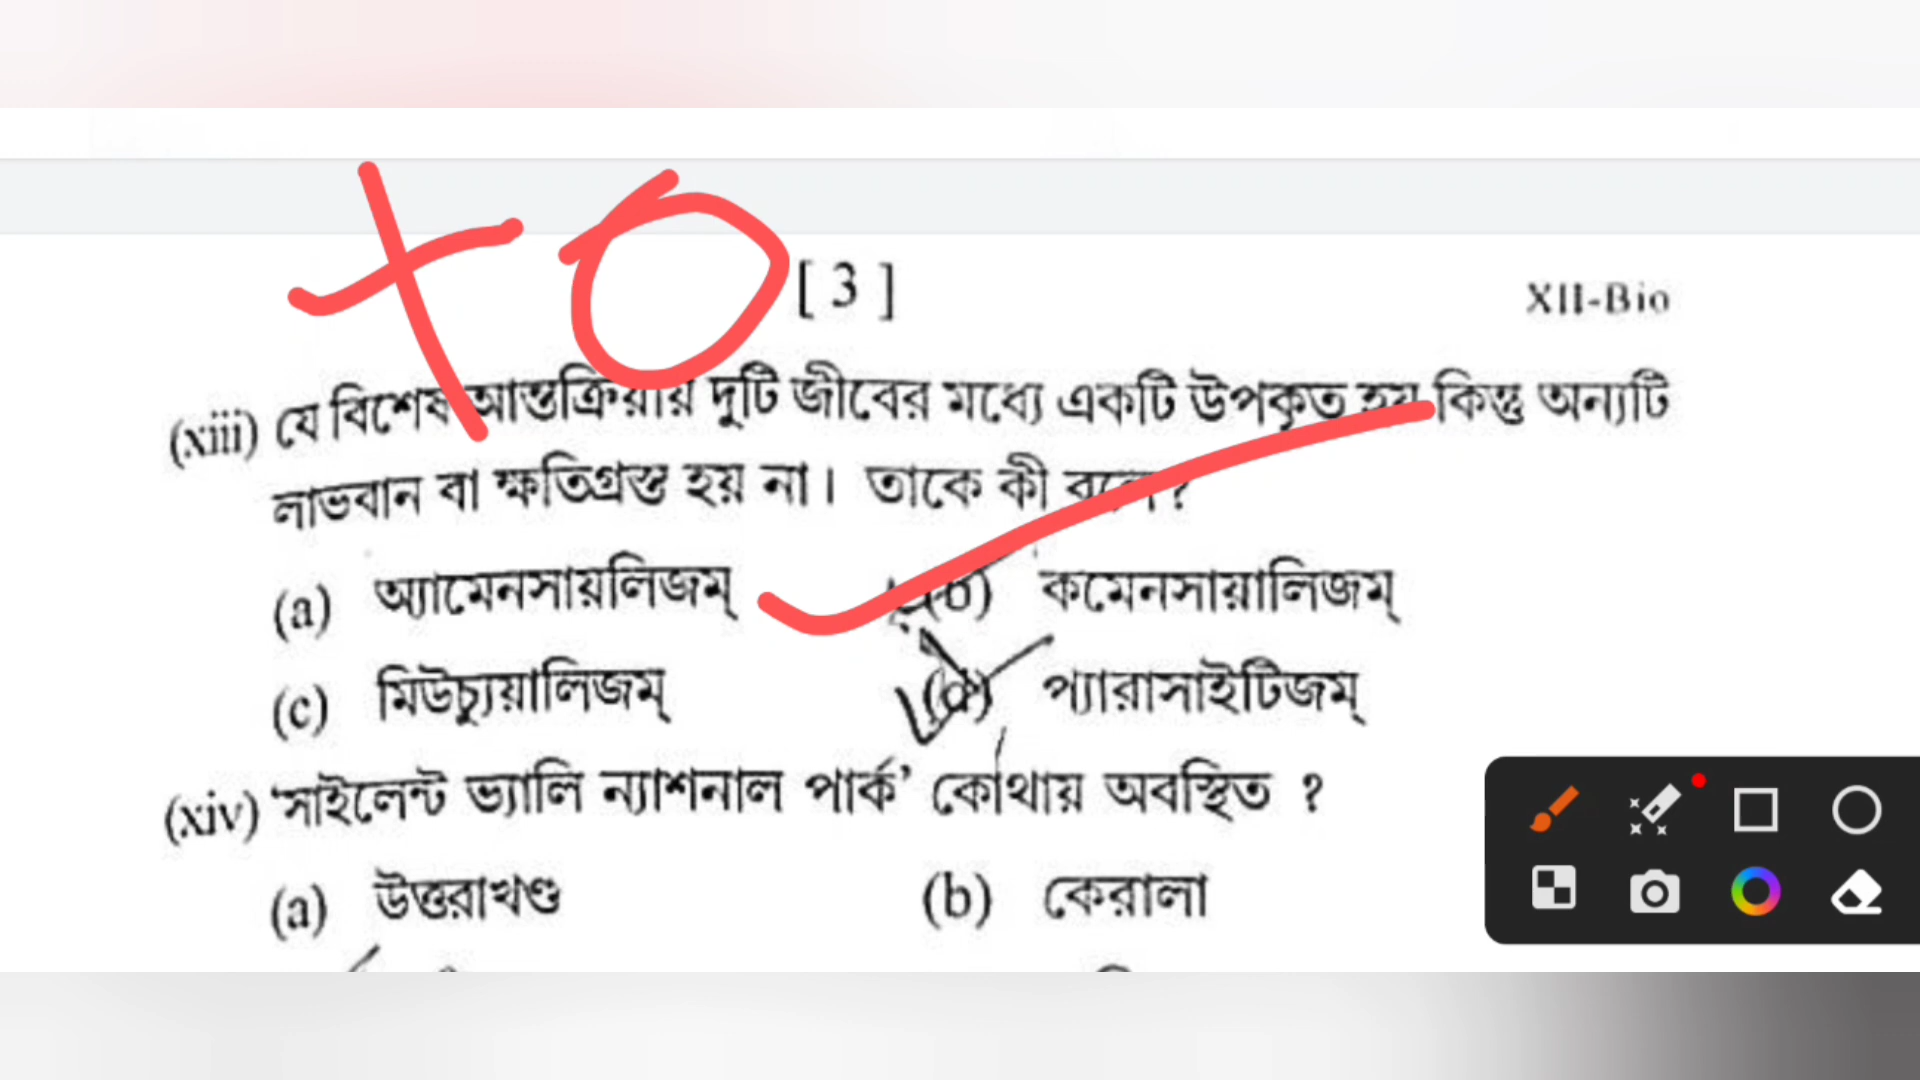 +0
[ 3 ]
XII-Bio
(xiii) যে বিশেষ আন্তক্রিয়ায় দুটি জীবের মধ্যে একটি উপকৃত হয় কিন্তু অন্যটি
লাভবান বা ক্ষতিগ্রস্ত হয় না। তাকে কী বলে ?
(a) অ্যামেনসায়লিজম্ (b) কমেনসায়ালিজম্
(c) মিউচ্যুয়ালিজম্ (d) প্যারাসাইটিজম্
(xiv) ‘সাইলেন্ট ভ্যালি ন্যাশনাল পার্ক’ কোথায় অবস্থিত ?
(a) উত্তরাখণ্ড (b) কেরালা